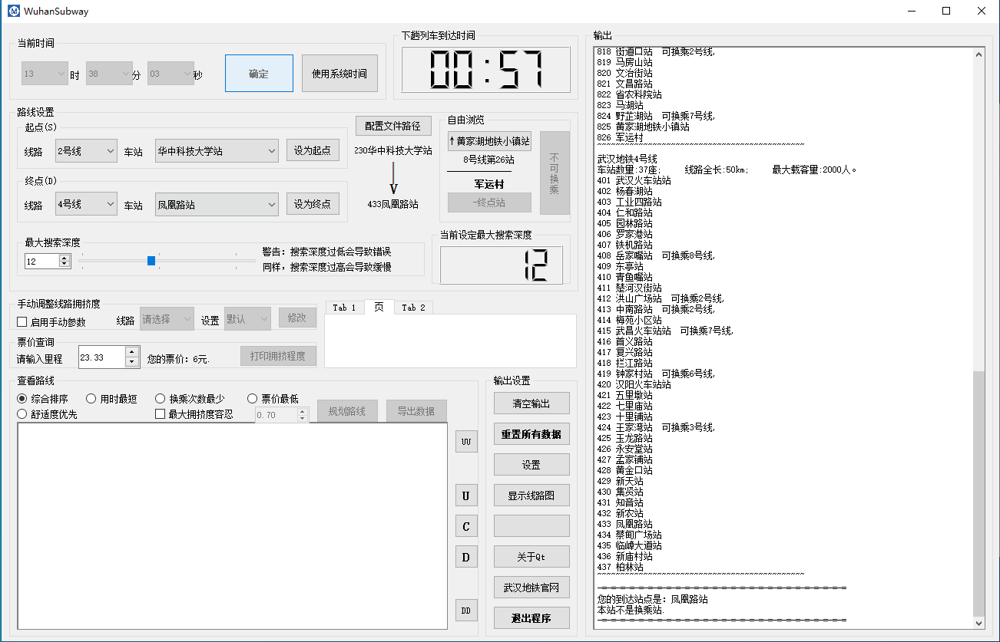 WuhanSubway
当前时间
13 时 38 分 03 秒
确定
使用系统时间
下趟列车到达时间
00:57
路线设置
起点(S)
线路 2号线 车站 华中科技大学站 设为起点
终点(D)
线路 4号线 车站 凤凰路站 设为终点
配置文件路径
230华中科技大学站
V
433凤凰路站
自由浏览
↑黄家湖地铁小镇站
8号线第26站
军运村
-终点站
不可换乘
最大搜索深度
12
警告: 搜索深度过低会导致错误
同样, 搜索深度过高会导致缓慢
当前设定最大搜索深度
12
手动调整线路拥挤度
启用手动参数 线路 请选择 设置 默认 修改
票价查询
请输入里程 23.33 您的票价: 6元. 打印拥挤程度
Tab 1 页 Tab 2
查看路线
综合排序 用时最短 换乘次数最少 票价最低
舒适度优先 最大拥挤度容忍 0.70 规划路线 导出数据
UU
U
C
D
DD
输出设置
清空输出
重置所有数据
设置
显示线路图
关于Qt
武汉地铁官网
退出程序
输出
818 街道口站 可换乘2号线,
819 马房山站
820 文治街站
821 文昌路站
822 省农科院站
823 马湖站
824 野芷湖站 可换乘7号线,
825 黄家湖地铁小镇站
826 军运村
~~~~~~~~~~~~~~~~~~~~~~~~~~~~~~~~~~~~~~~~~~~~~
武汉地铁4号线
车站数里:37座; 线路全长:50km; 最大载客里:2000人。
401 武汉火车站站
402 杨春湖站
403 工业四路站
404 仁和路站
405 园林路站
406 罗家港站
407 铁机路站
408 岳家嘴站 可换乘8号线,
409 东亭站
410 青鱼嘴站
411 楚河汉街站
412 洪山广场站 可换乘2号线,
413 中南路站 可换乘2号线,
414 梅苑小区站
415 武昌火车站站 可换乘7号线,
416 首义路站
417 复兴路站
418 拦江路站
419 钟家村站 可换乘6号线,
420 汉阳火车站站
421 五里墩站
422 七里庙站
423 十里铺站
424 王家湾站 可换乘3号线,
425 玉龙路站
426 永安堂站
427 孟家铺站
428 黄金口站
429 新天站
430 集贤站
431 知音站
432 新农站
433 凤凰路站
434 蔡甸广场站
435 临嶂大道站
436 新庙村站
437 柏林站
~~~~~~~~~~~~~~~~~~~~~~~~~~~~~~~~~~~~~~~~~~~~~
-=-=-=-=-=-=-=-=-=-=-=-=-=-=-=-=-=-=-=-=-=-=-=-=-=-=-=
您的到达站点是: 凤凰路站
本站不是换乘站.
-=-=-=-=-=-=-=-=-=-=-=-=-=-=-=-=-=-=-=-=-=-=-=-=-=-=-=